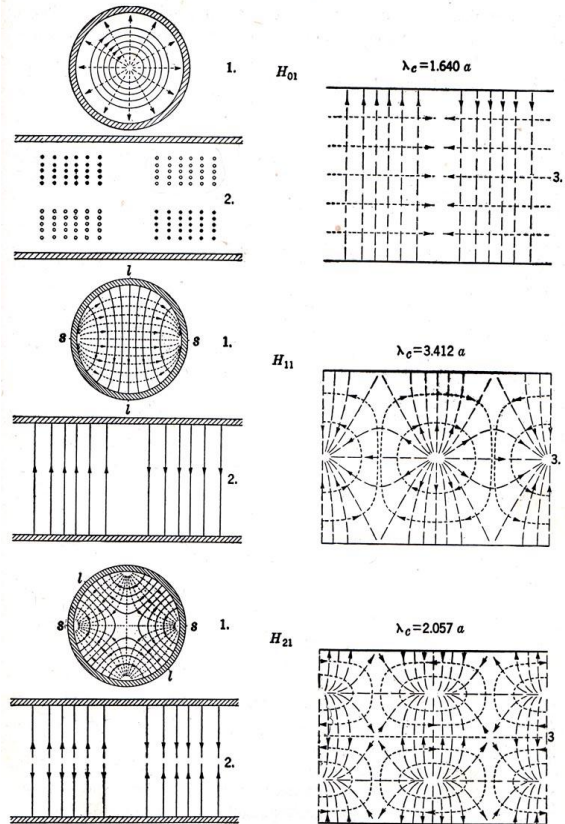 1.
H01
λc=1.640 a
2.
3.
l
s
s
1.
l
H11
λc=3.412 a
2.
3.
l
s
s
1.
l
H21
λc=2.057 a
2.
3